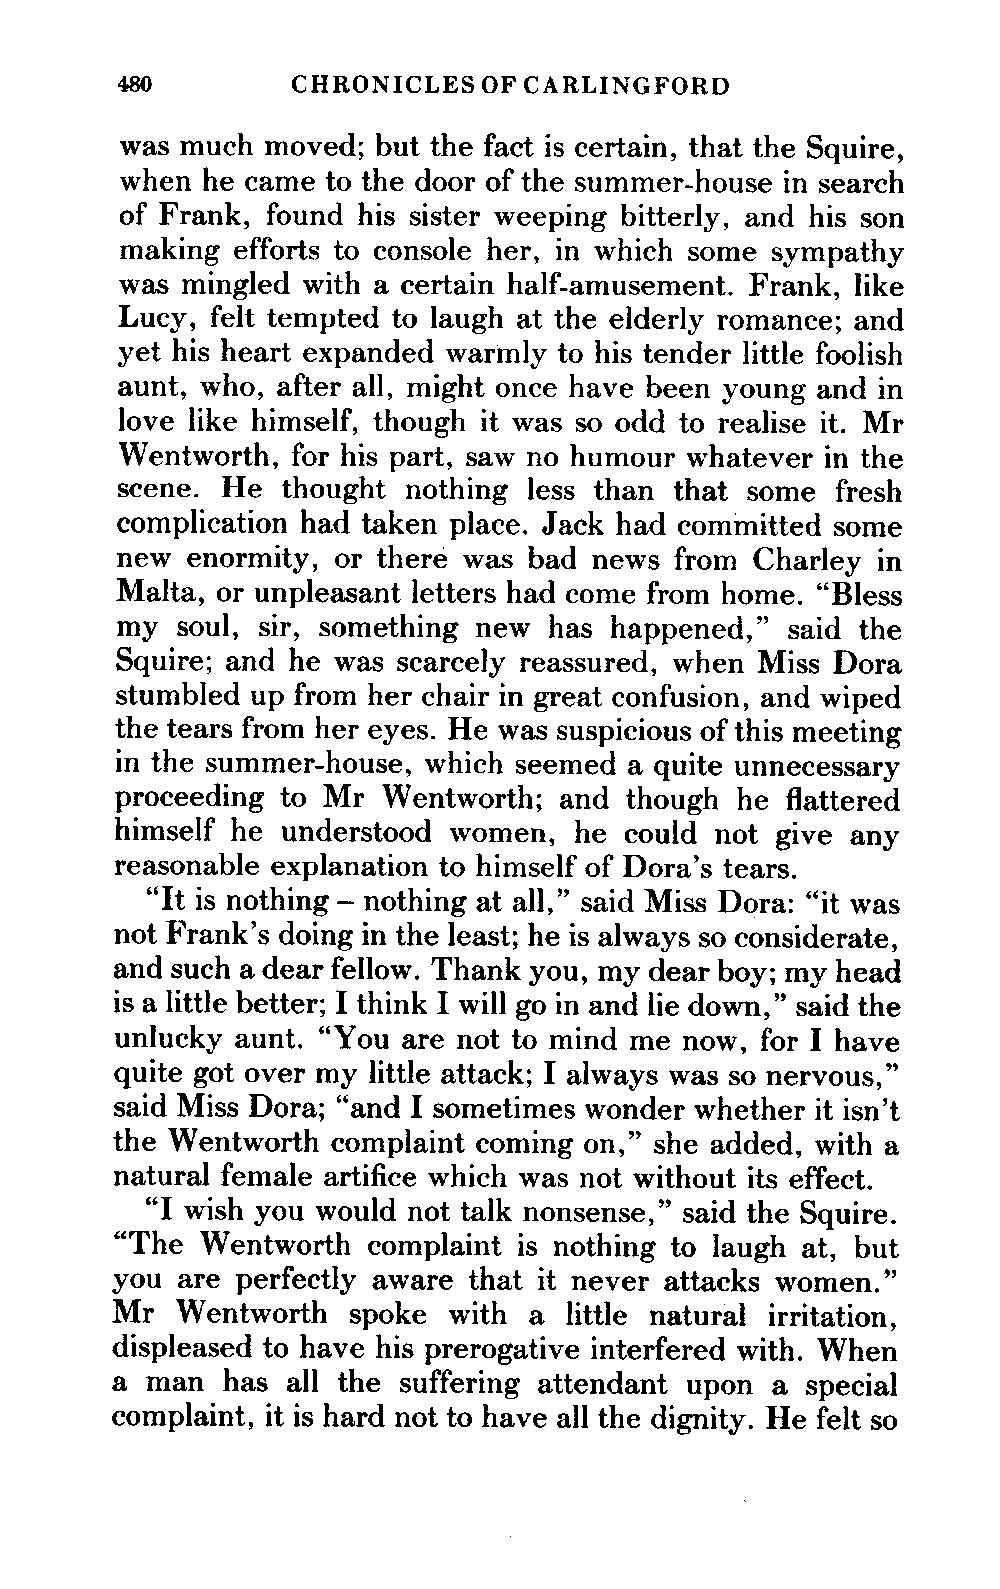 480 CHRONICLES OF CARLINGFORD
was much moved; but the fact is certain, that the Squire,
when he came to the door of the summer-house in search
of Frank, found his sister weeping bitterly, and his son
making efforts to console her, in which some sympathy
was mingled with a certain half-amusement. Frank, like
Lucy, felt tempted to laugh at the elderly romance; and
yet his heart expanded warmly to his tender little foolish
aunt, who, after all, might once have been young and in
love like himself, though it was so odd to realise it. Mr
Wentworth, for his part, saw no humour whatever in the
scene. He thought nothing less than that some fresh
complication had taken place. Jack had committed some
new enormity, or there was bad news from Charley in
Malta, or unpleasant letters had come from home. “Bless
my soul, sir, something new has happened,” said the
Squire; and he was scarcely reassured, when Miss Dora
stumbled up from her chair in great confusion, and wiped
the tears from her eyes. He was suspicious of this meeting
in the summer-house, which seemed a quite unnecessary
proceeding to Mr Wentworth; and though he flattered
himself he understood women, he could not give any
reasonable explanation to himself of Dora’s tears.
“It is nothing – nothing at all,” said Miss Dora: “it was
not Frank’s doing in the least; he is always so considerate,
and such a dear fellow. Thank you, my dear boy; my head
is a little better; I think I will go in and lie down,” said the
unlucky aunt. “You are not to mind me now, for I have
quite got over my little attack; I always was so nervous,”
said Miss Dora; “and I sometimes wonder whether it isn’t
the Wentworth complaint coming on,” she added, with a
natural female artifice which was not without its effect.
“I wish you would not talk nonsense,” said the Squire.
“The Wentworth complaint is nothing to laugh at, but
you are perfectly aware that it never attacks women.”
Mr Wentworth spoke with a little natural irritation,
displeased to have his prerogative interfered with. When
a man has all the suffering attendant upon a special
complaint, it is hard not to have all the dignity. He felt so